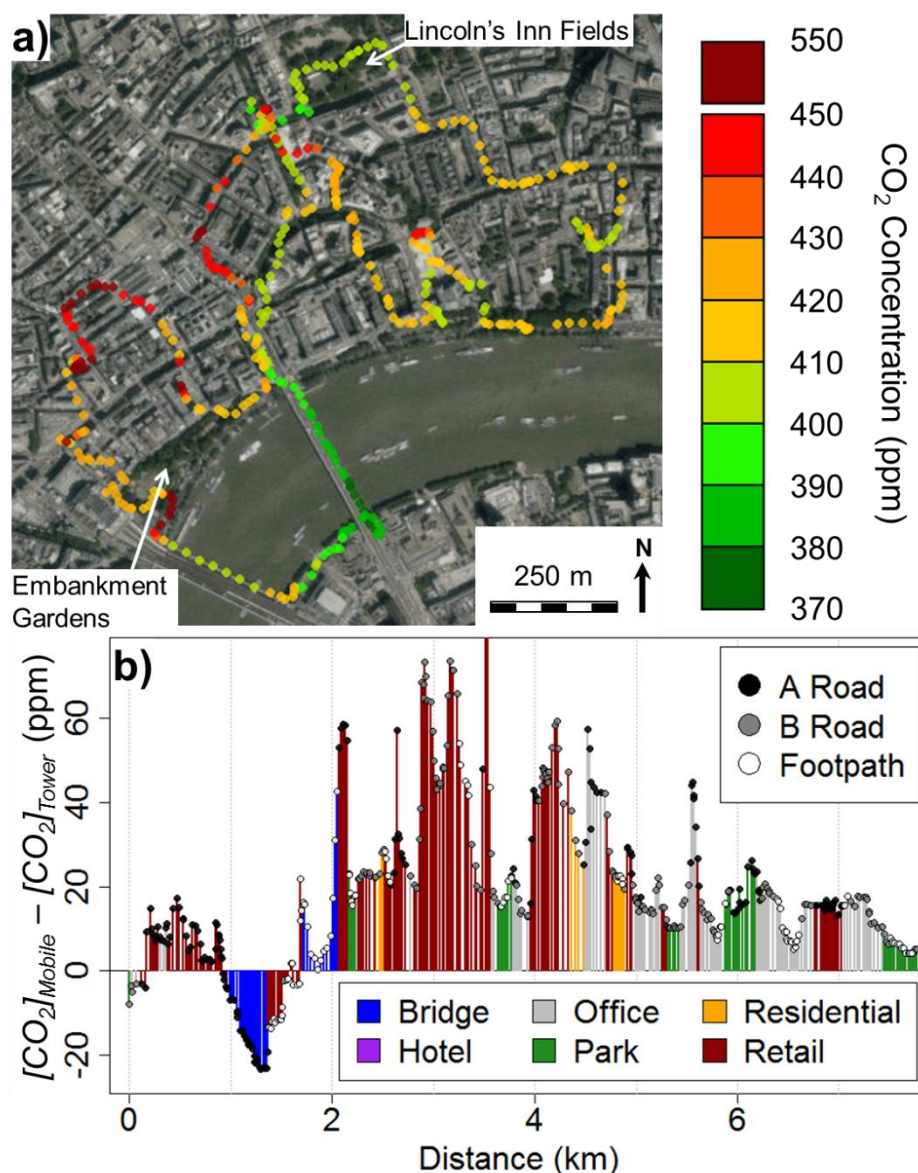 a)
Lincoln's Inn Fields
Embankment
Gardens
250 m
N
550
450
440
430
420
410
400
390
380
370
CO₂ Concentration (ppm)
b)
[CO₂]Mobile – [CO₂]Tower (ppm)
60
40
20
0
-20
A Road
B Road
Footpath
Bridge
Office
Residential
Hotel
Park
Retail
0
2
4
6
Distance (km)